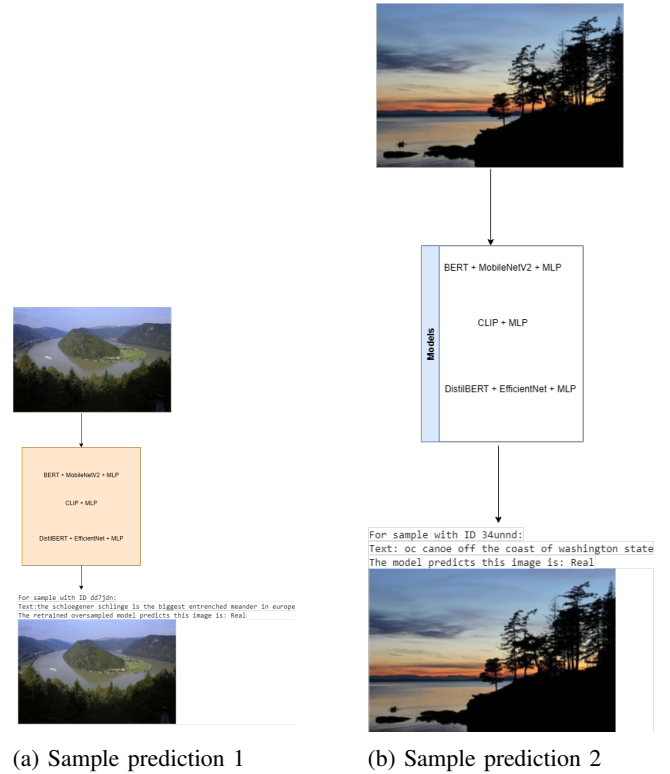 BERT + MobileNetV2 + MLP
CLIP + MLP
DistilBERT + EfficientNet + MLP
For sample with ID dd7jdn:
Text:the schloegener schlinge is the biggest entrenched meander in europe
The retrained oversampled model predicts this image is: Real
(a) Sample prediction 1
Models
BERT + MobileNetV2 + MLP
CLIP + MLP
DistilBERT + EfficientNet + MLP
For sample with ID 34unnd:
Text: oc canoe off the coast of washington state
The model predicts this image is: Real
(b) Sample prediction 2